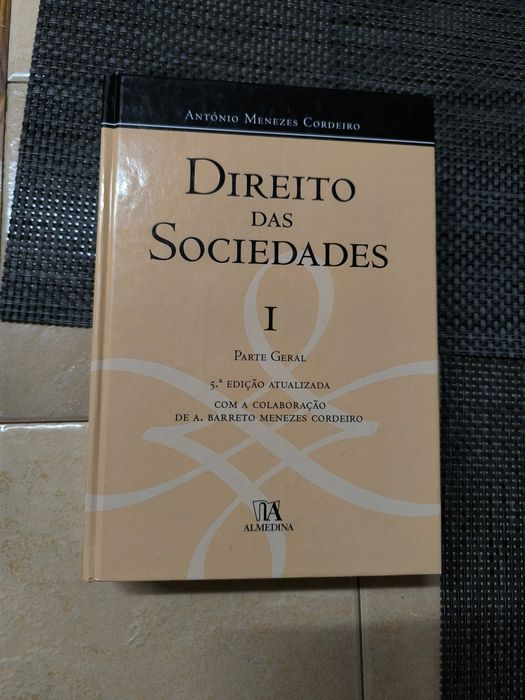 António Menezes Cordeiro
Direito
das
Sociedades
I
Parte Geral
5.ª edição atualizada
com a colaboração
de A. Barreto Menezes Cordeiro
ALMEDINA